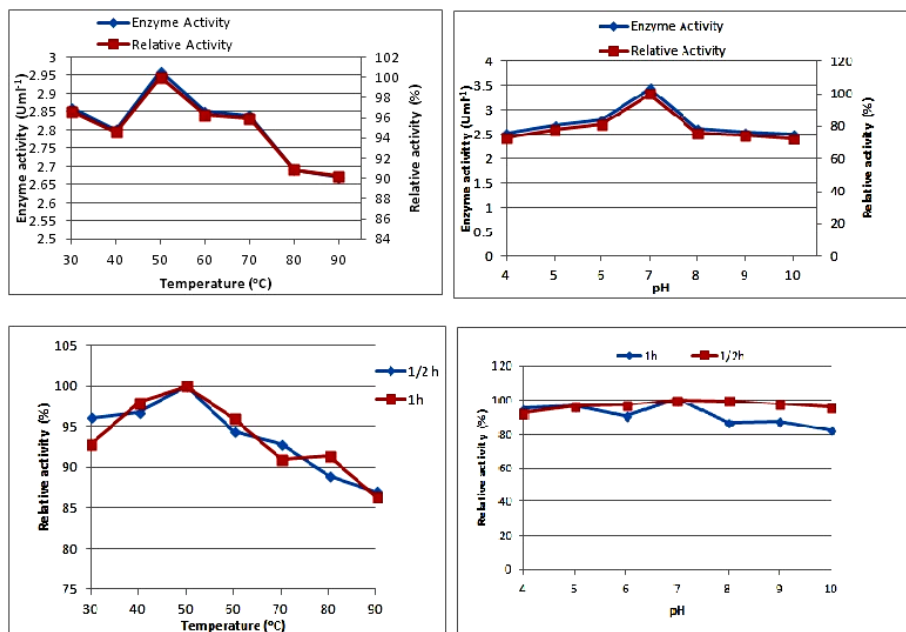 Enzyme Activity
Relative Activity
Enzyme activity (Uml-1)
3
2.95
2.9
2.85
2.8
2.75
2.7
2.65
2.6
2.55
2.5
102
100
98
96
94
92
90
88
86
84
Relative activity (%)
30 40 50 60 70 80 90
Temperature (oC)
Enzyme Activity
Relative Activity
Enzyme activitty (Uml-1)
4
3.5
3
2.5
2
1.5
1
0.5
0
120
100
80
60
40
20
0
Relative activity (%)
4 5 6 7 8 9 10
pH
Relative activity (%)
105
100
95
90
85
80
75
1/2 h
1h
30 40 50 60 70 80 90
Temperature (oC)
1h 1/2h
Relative activity (%)
120
100
80
60
40
20
0
4 5 6 7 8 9 10
pH